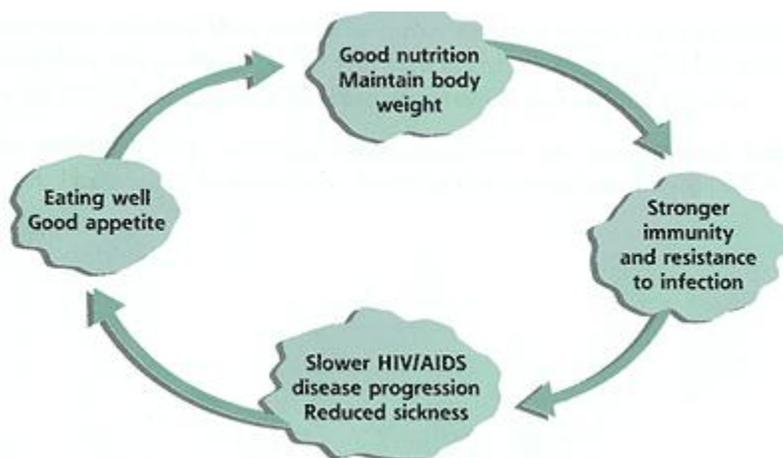 Good nutrition
Maintain body
weight
Stronger
immunity
and resistance
to infection
Slower HIV/AIDS
disease progression
Reduced sickness
Eating well
Good appetite